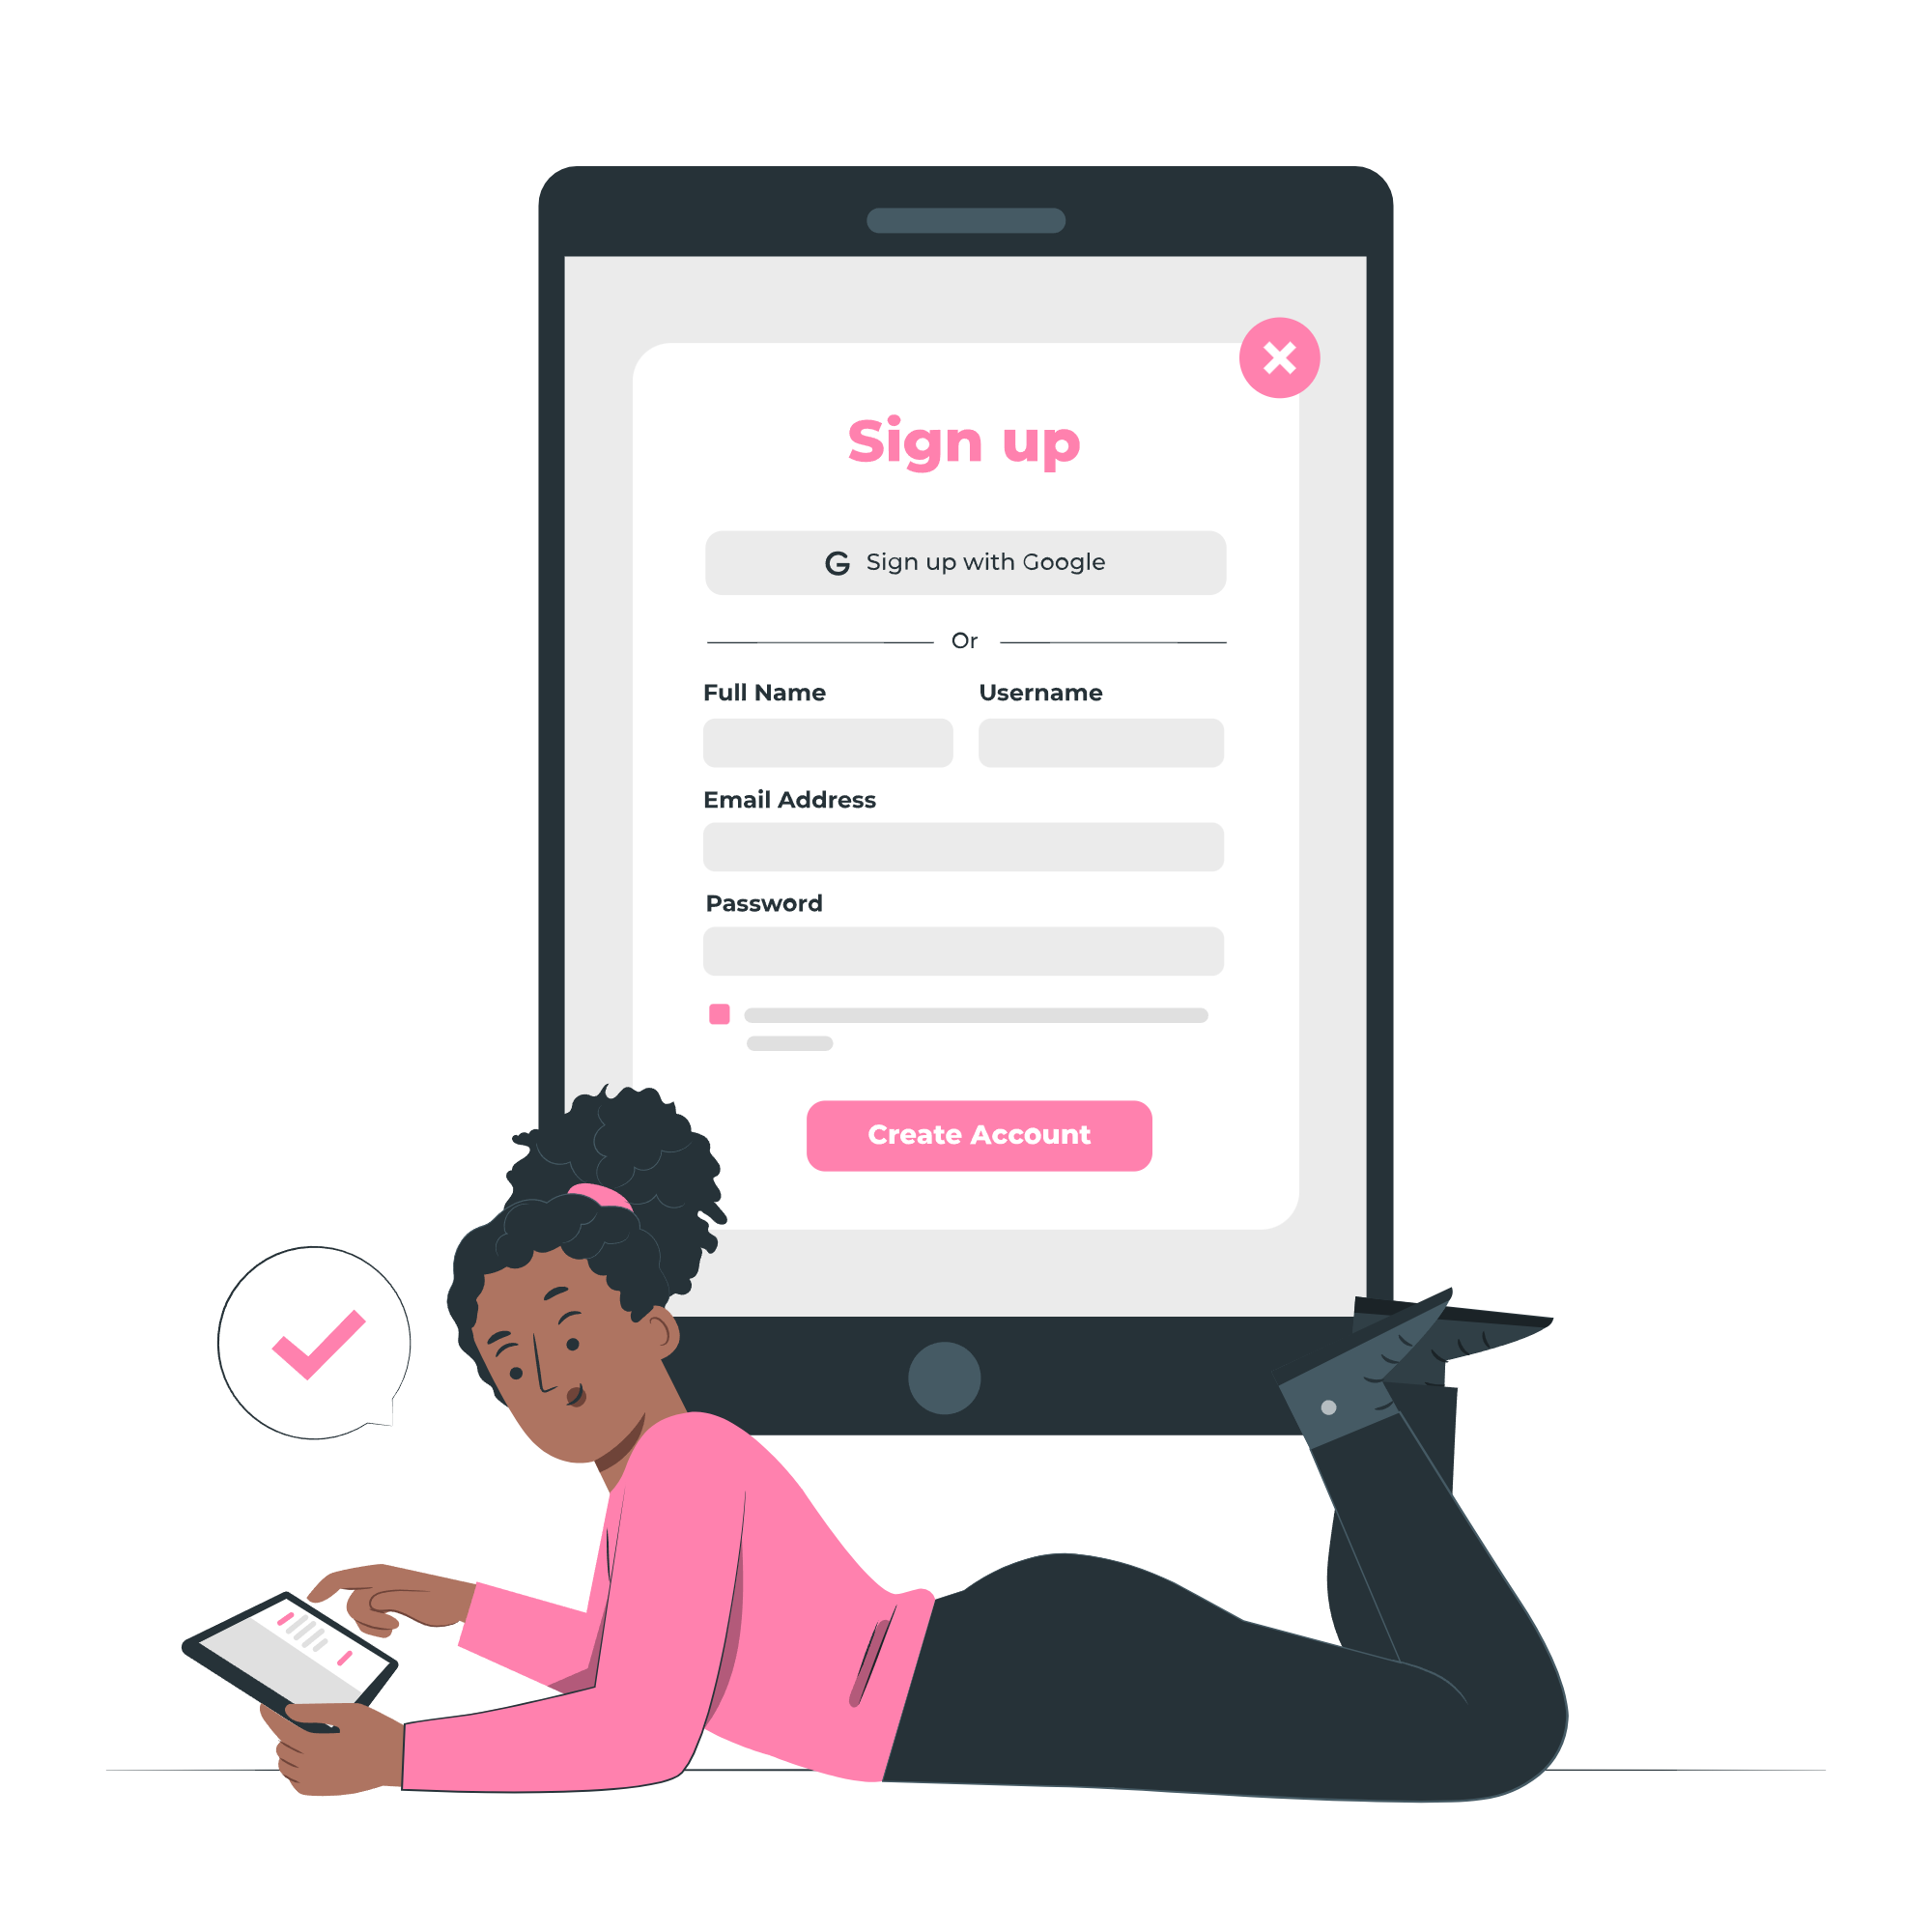 Sign up
G Sign up with Google
Or
Full Name Username
Email Address
Password
Create Account